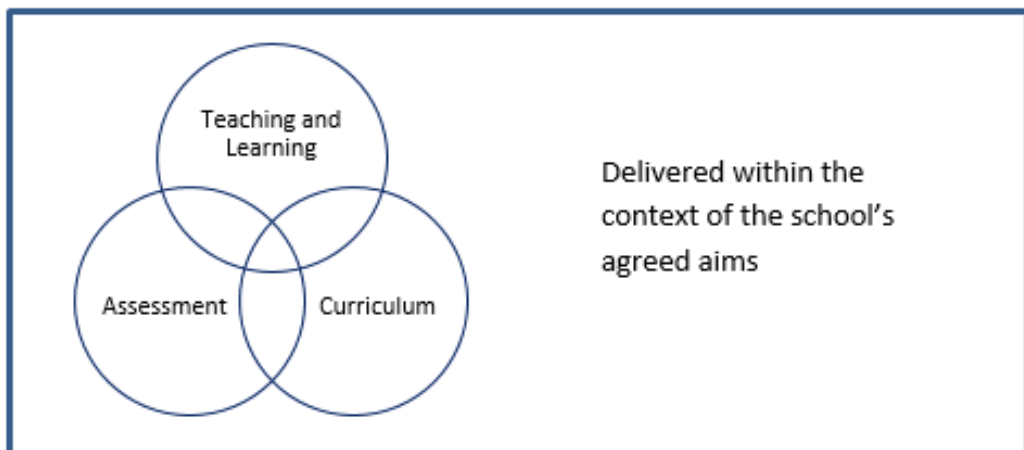 Teaching and
Learning
Assessment
Curriculum
Delivered within the
context of the school’s
agreed aims